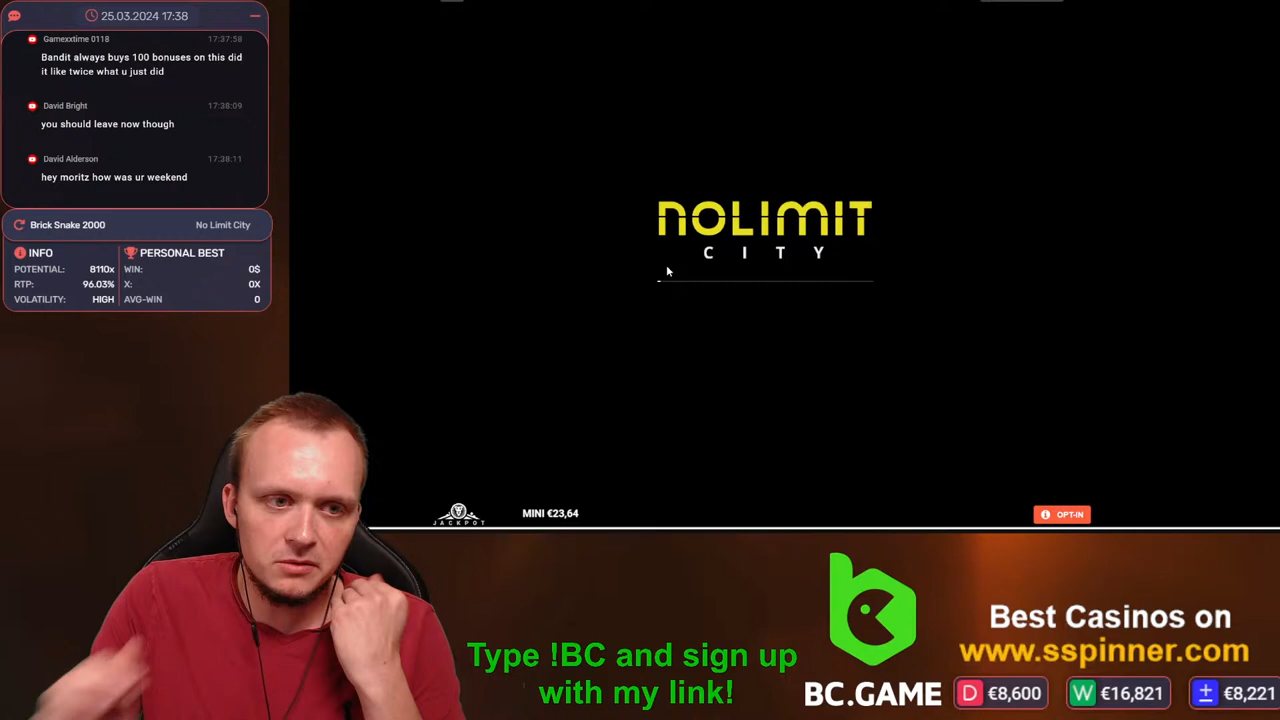 25.03.2024 17:38
Gamexxtime 0118 17:37:58
Bandit always buys 100 bonuses on this did
it like twice what u just did
David Bright 17:38:09
you should leave now though
David Alderson 17:38:11
hey moritz how was ur weekend
Brick Snake 2000 No Limit City
INFO
POTENTIAL: 8110x
RTP: 96.03%
VOLATILITY: HIGH
PERSONAL BEST
WIN: 0$
X: 0X
AVG-WIN 0
NOLIMIT
CITY
JACKPOT
MINI €23,64
OPT-IN
Type !BC and sign up
with my link!
BC.GAME
Best Casinos on
www.sspinner.com
D €8,600
W €16,821
± €8,221